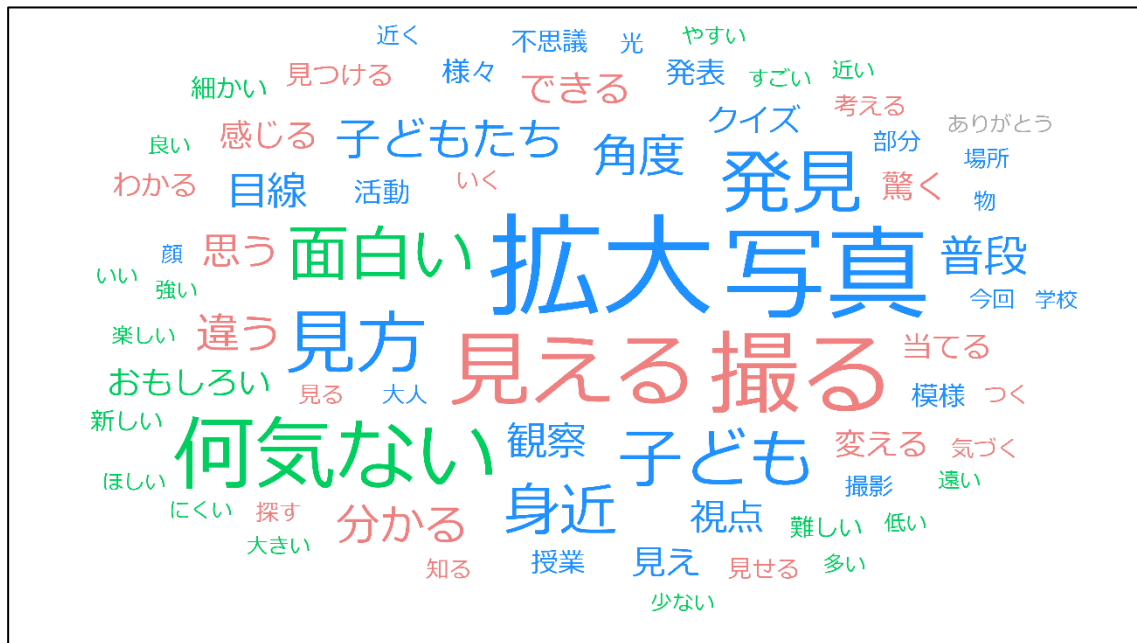 近く 不思議 光 やすい
細かい 見つける 様々 できる 発表 すごい 近い
良い 感じる 子どもたち 角度 クイズ 考える 部分 ありがとう
わかる 目線 活動 いく 発見 驚く 場所 物
いい 顔 強い 思う 面白い 拡大 写真 普段 今回 学校
楽しい 違う 見方 見える 撮る 当てる
おもしろい 見る 大人 模様 つく
新しい 何気ない 観察 子ども 変える 気づく
ほしい にくい 探す 分かる 身近 視点 撮影 遠い
大きい 難しい 低い
知る 授業 見え 見せる 多い
少ない